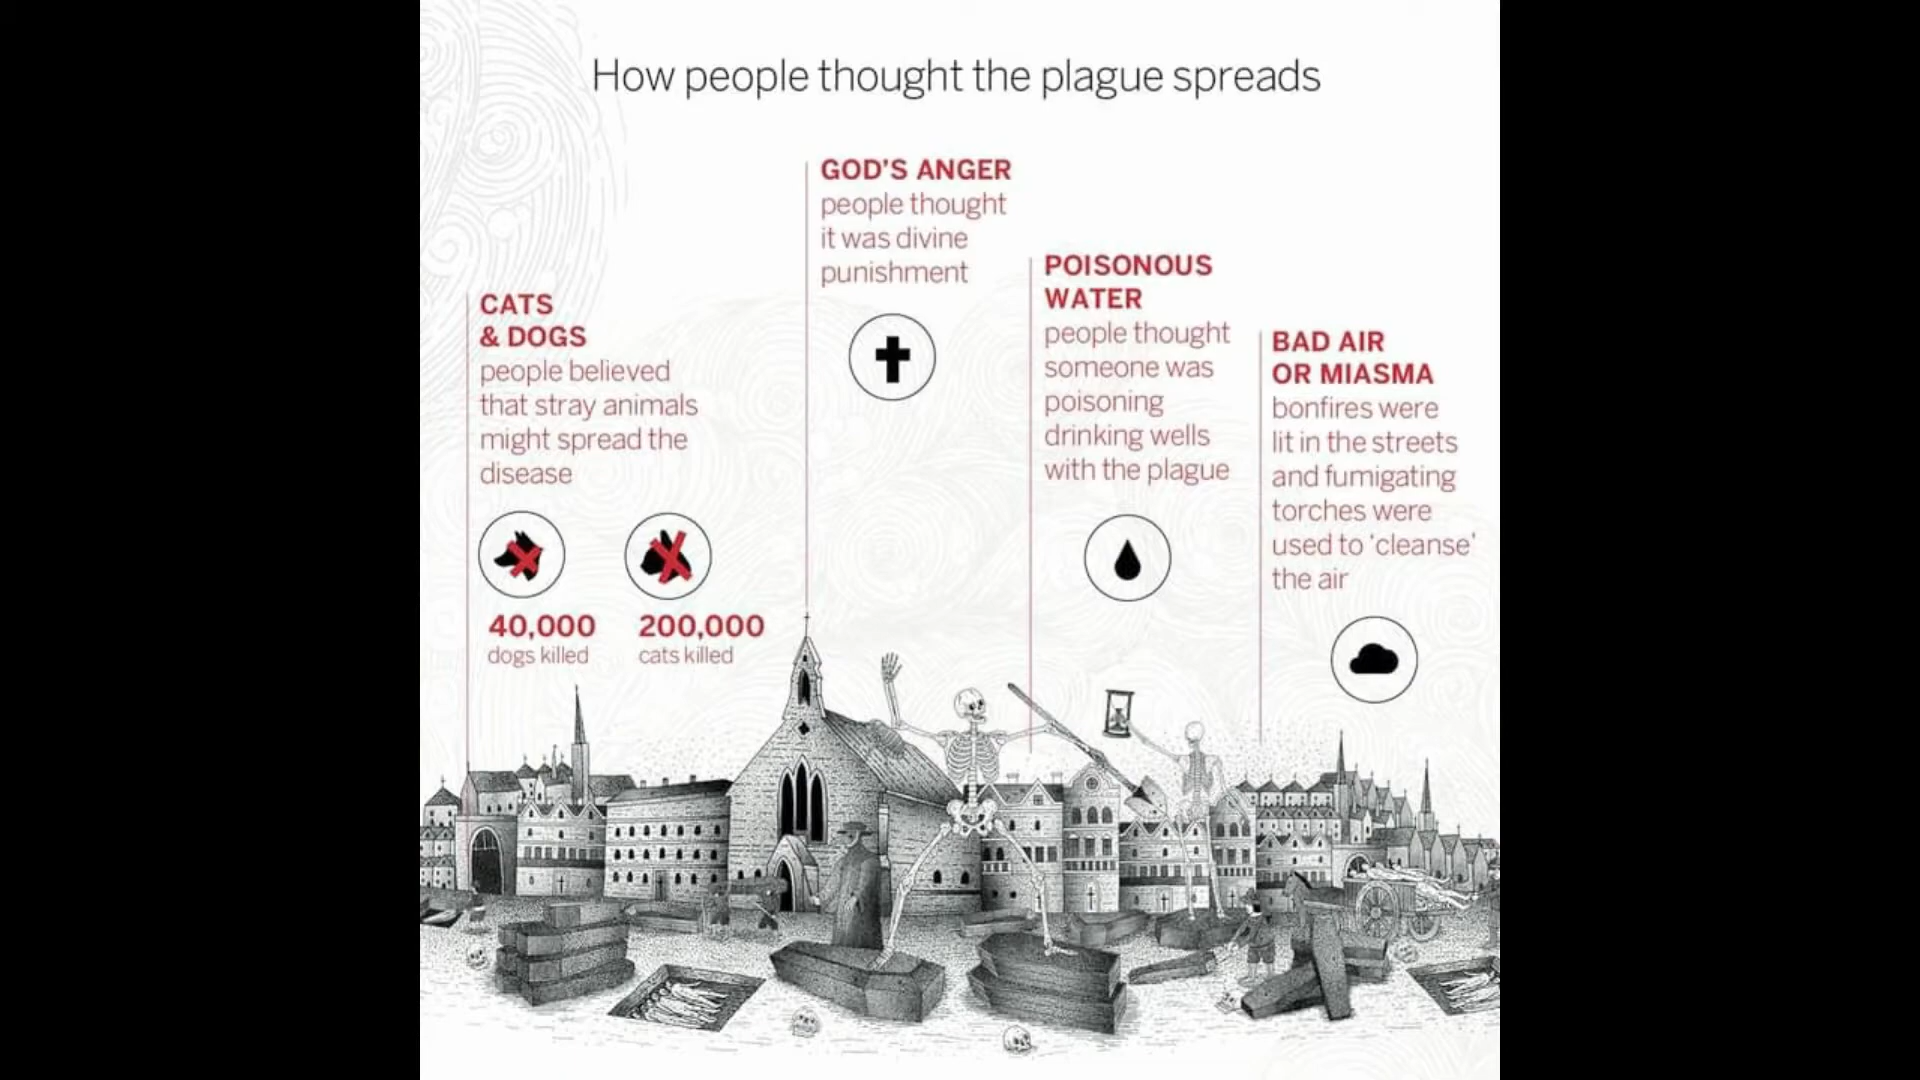 How people thought the plague spreads
CATS
& DOGS
people believed
that stray animals
might spread the
disease
40,000
dogs killed
200,000
cats killed
GOD'S ANGER
people thought
it was divine
punishment
POISONOUS
WATER
people thought
someone was
poisoning
drinking wells
with the plague
BAD AIR
OR MIASMA
bonfires were
lit in the streets
and fumigating
torches were
used to 'cleanse'
the air